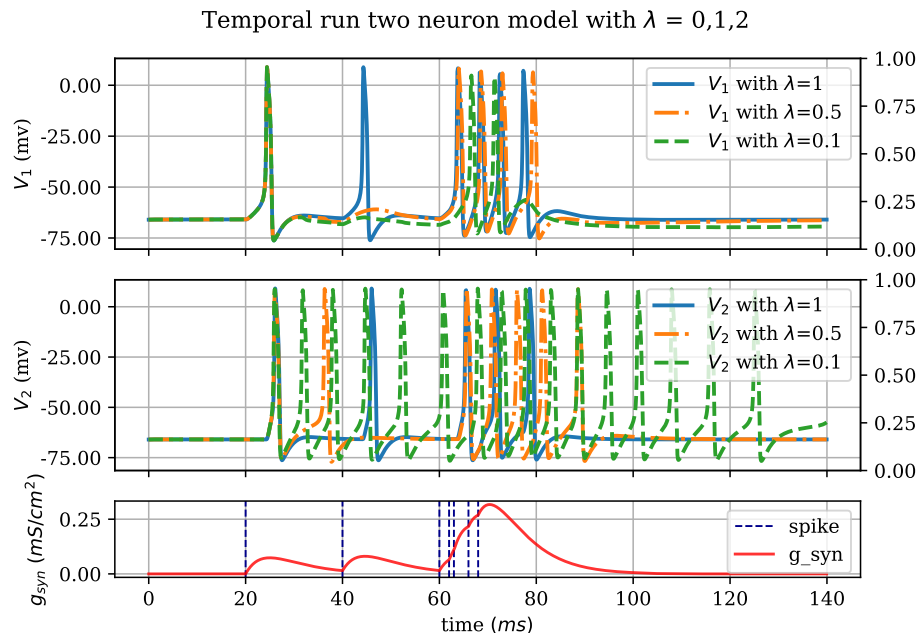 Temporal run two neuron model with λ = 0,1,2
V₁ (mv)
0.00
-25.00
-50.00
-75.00
1.00
0.75
0.50
0.25
0.00
V₁ with λ=1
V₁ with λ=0.5
V₁ with λ=0.1
V₂ (mv)
0.00
-25.00
-50.00
-75.00
1.00
0.75
0.50
0.25
0.00
V₂ with λ=1
V₂ with λ=0.5
V₂ with λ=0.1
g_syn (mS/cm²)
0.25
0.00
spike
g_syn
0 20 40 60 80 100 120 140
time (ms)